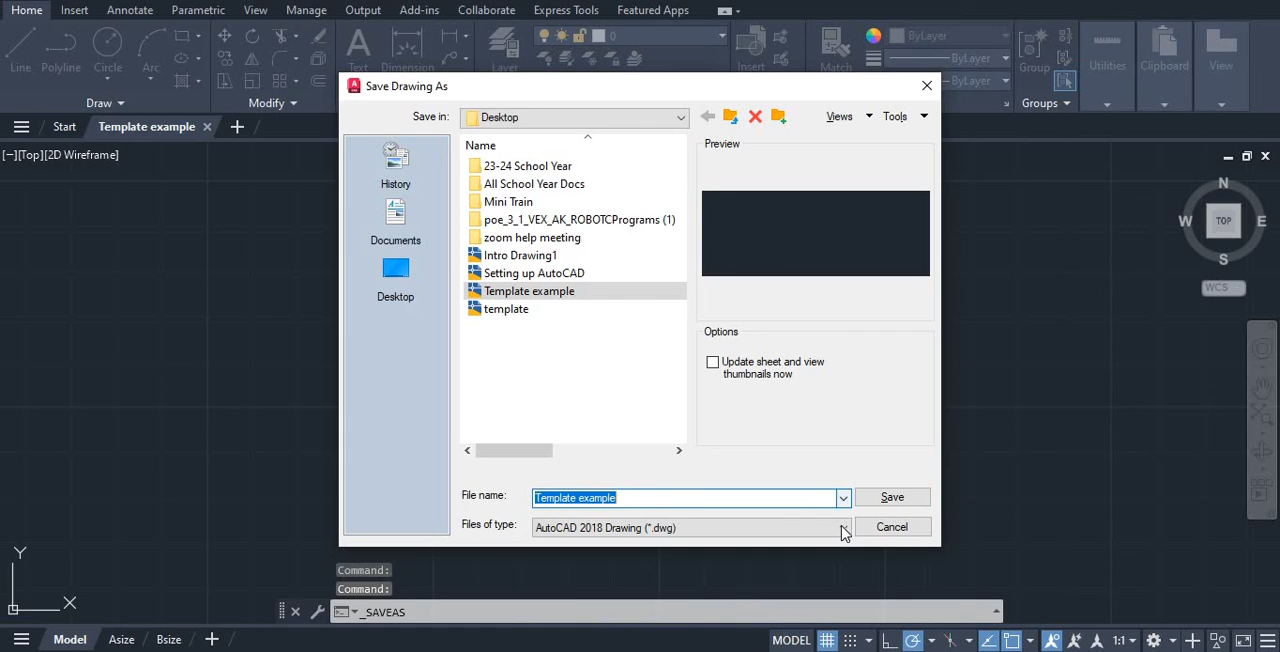 Home Insert Annotate Parametric View Manage Output Add-ins Collaborate Express Tools Featured Apps
0 ByLayer
Line Polyline Circle Arc Text Dimension Layer Insert Match ByLayer Group Utilities Clipboard View
ByLayer
Draw Modify Groups
Start Template example
Save Drawing As
Save in: Desktop Views Tools
[−][Top][2D Wireframe]
History
Documents
Desktop
Name
23-24 School Year
All School Year Docs
Mini Train
poe_3_1_VEX_AK_ROBOTCPrograms (1)
zoom help meeting
Intro Drawing1
Setting up AutoCAD
Template example
template
Preview
Options
Update sheet and view
thumbnails now
N
W TOP E
S
WCS
File name: Template example Save
Files of type: AutoCAD 2018 Drawing (*.dwg) Cancel
Y
X
Command:
Command:
_SAVEAS
Model Asize Bsize MODEL 1:1